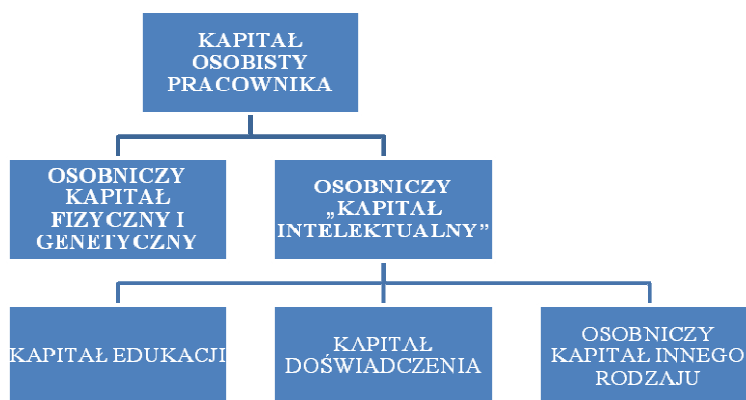 KAPITAŁ
OSOBISTY
PRACOWNIKA
OSOBNICZY
KAPITAŁ
FIZYCZNY I
GENETYCZNY
OSOBNICZY
„KAPITAŁ
INTELEKTUALNY”
KAPITAŁ EDUKACJI
KAPITAŁ
DOŚWIADCZENIA
OSOBNICZY
KAPITAŁ INNEGO
RODZAJU